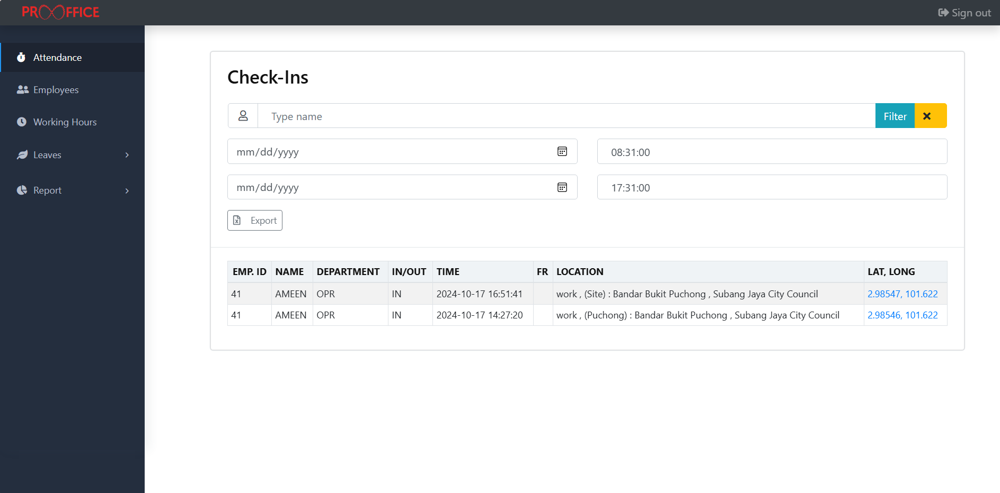 PROOFFICE
Sign out
Attendance
Employees
Working Hours
Leaves
Report
Check-Ins
Type name
Filter
mm/dd/yyyy
08:31:00
mm/dd/yyyy
17:31:00
Export
EMP. ID NAME DEPARTMENT IN/OUT TIME FR LOCATION LAT, LONG
41 AMEEN OPR IN 2024-10-17 16:51:41 work , (Site) : Bandar Bukit Puchong , Subang Jaya City Council 2.98547, 101.622
41 AMEEN OPR IN 2024-10-17 14:27:20 work , (Puchong) : Bandar Bukit Puchong , Subang Jaya City Council 2.98546, 101.622